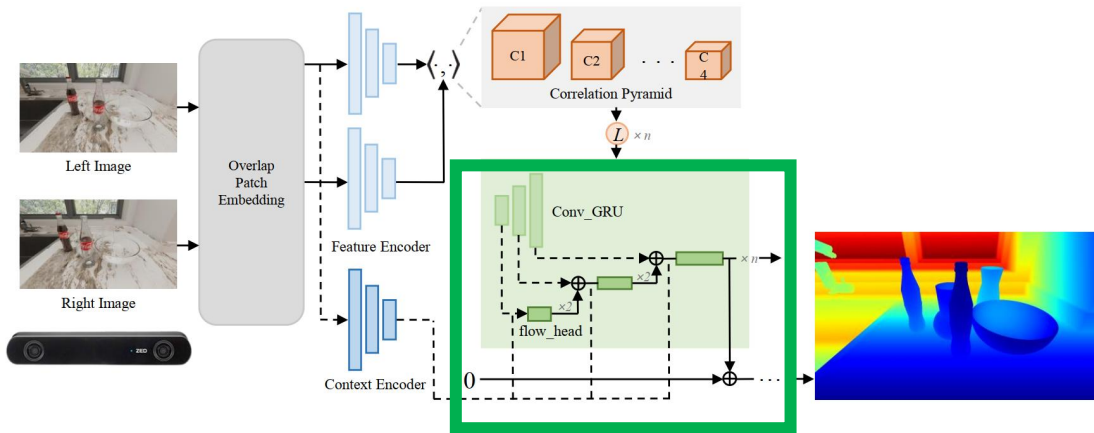 Left Image
Right Image
ZED
Overlap
Patch
Embedding
Feature Encoder
Context Encoder
⟨·,·⟩
C1
C2
. . .
C
4
Correlation Pyramid
L × n
Conv_GRU
×2
×2
× n
flow_head
0
...